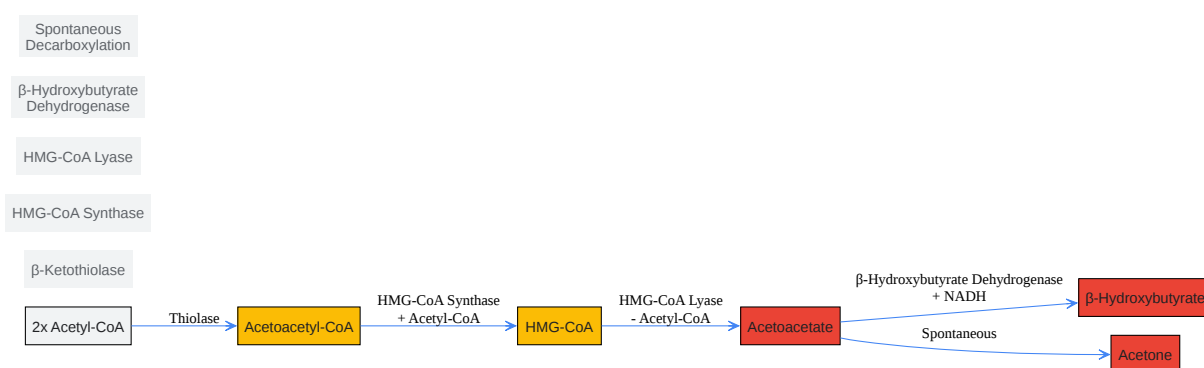 Spontaneous
Decarboxylation
β-Hydroxybutyrate
Dehydrogenase
HMG-CoA Lyase
HMG-CoA Synthase
β-Ketothiolase
2x Acetyl-CoA
Thiolase
Acetoacetyl-CoA
HMG-CoA Synthase
+ Acetyl-CoA
HMG-CoA
HMG-CoA Lyase
- Acetyl-CoA
Acetoacetate
β-Hydroxybutyrate Dehydrogenase
+ NADH
β-Hydroxybutyrate
Spontaneous
Acetone